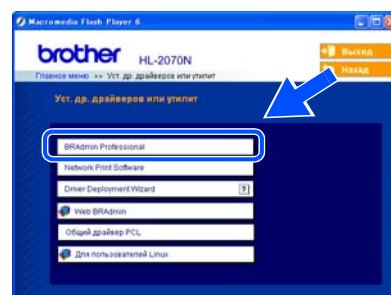 Macromedia Flash Player 6
brother HL-2070N
Выход
Главное меню >> Уст. др. драйверов или утилит
Назад
Уст. др. драйверов или утилит
BRAdmin Professional
Network Print Software
Driver Deployment Wizard ?
Web BRAdmin
Общий драйвер PCL
Для пользователей Linux